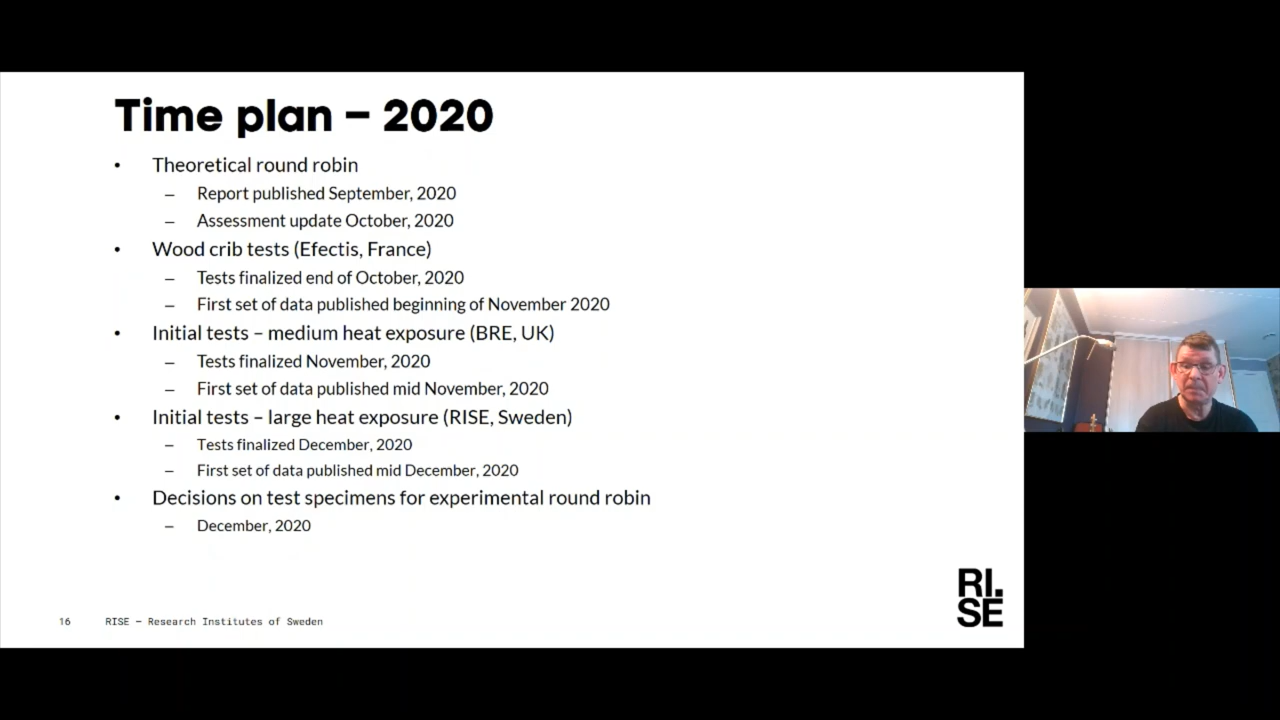 Time plan – 2020
• Theoretical round robin
– Report published September, 2020
– Assessment update October, 2020
• Wood crib tests (Efectis, France)
– Tests finalized end of October, 2020
– First set of data published beginning of November 2020
• Initial tests – medium heat exposure (BRE, UK)
– Tests finalized November, 2020
– First set of data published mid November, 2020
• Initial tests – large heat exposure (RISE, Sweden)
– Tests finalized December, 2020
– First set of data published mid December, 2020
• Decisions on test specimens for experimental round robin
– December, 2020
RI.
SE
16 RISE — Research Institutes of Sweden